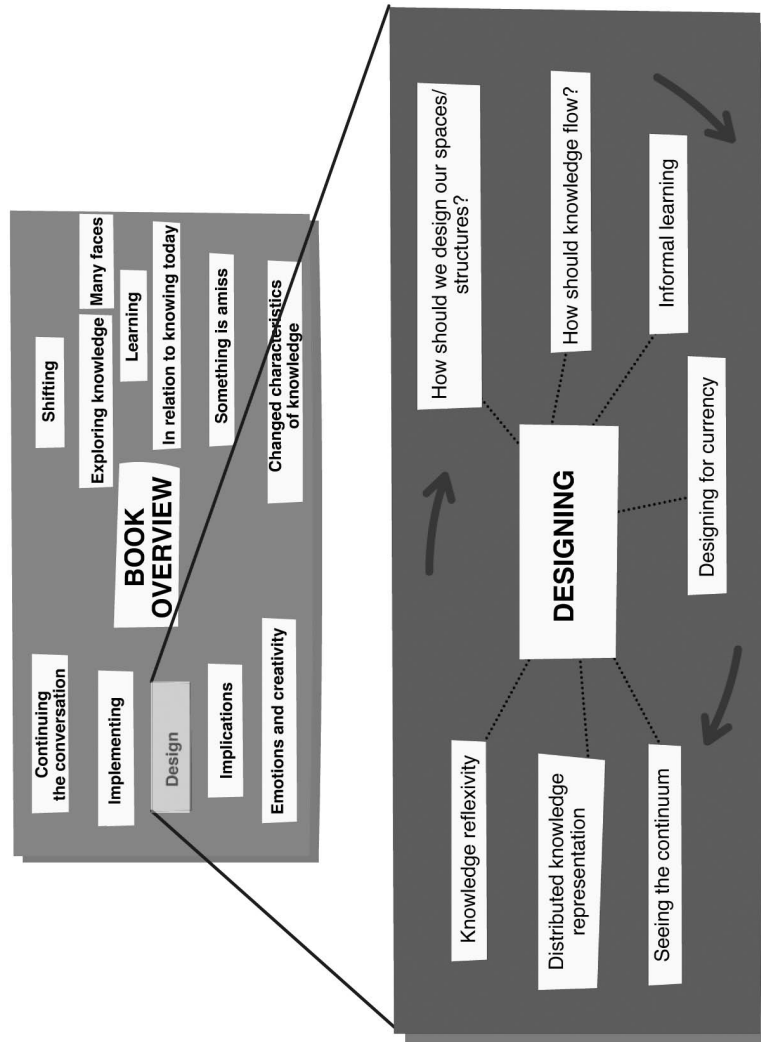 Continuing
the conversation
Implementing
Design
Implications
Emotions and creativity
BOOK
OVERVIEW
Shifting
Exploring knowledge
Many faces
Learning
In relation to knowing today
Something is amiss
Changed characteristics
of knowledge
Knowledge reflexivity
Distributed knowledge
representation
Seeing the continuum
DESIGNING
How should we design our spaces/
structures?
How should knowledge flow?
Informal learning
Designing for currency